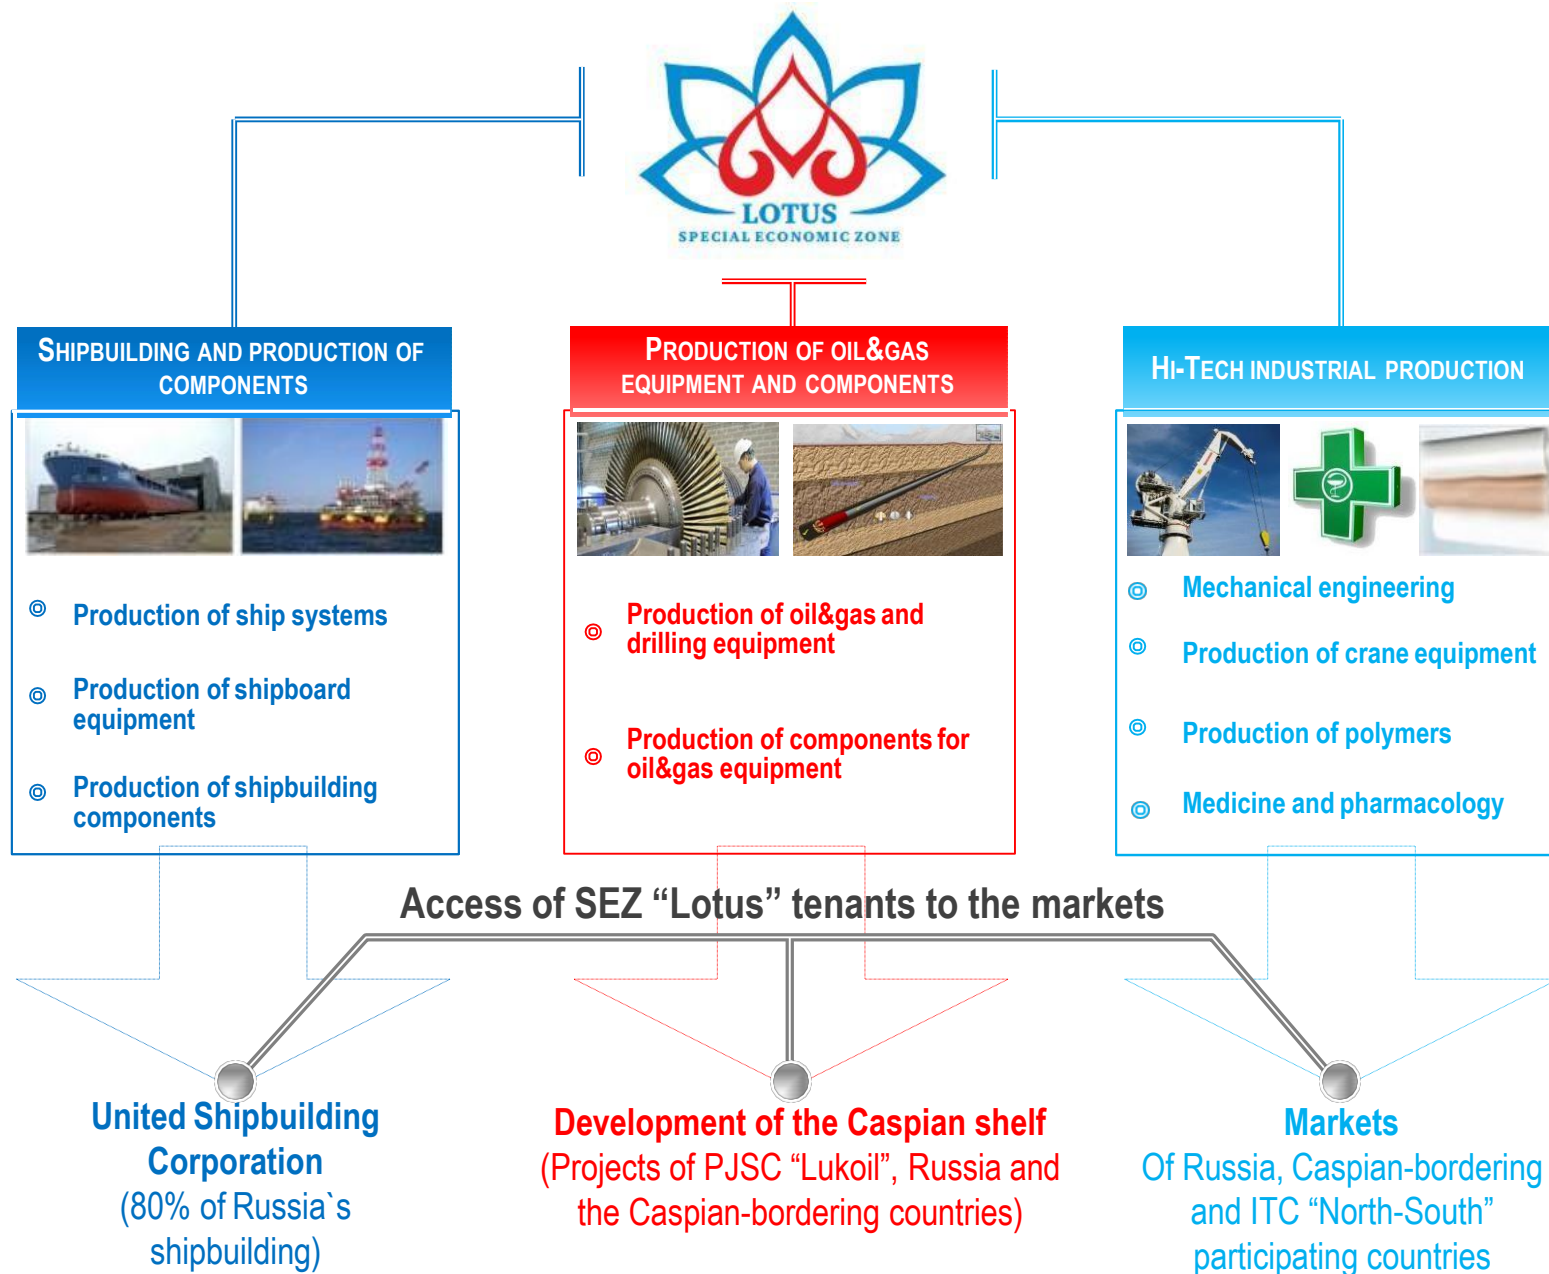 LOTUS
SPECIAL ECONOMIC ZONE
SHIPBUILDING AND PRODUCTION OF
COMPONENTS
Production of ship systems
Production of shipboard
equipment
Production of shipbuilding
components
PRODUCTION OF OIL&GAS
EQUIPMENT AND COMPONENTS
Production of oil&gas and
drilling equipment
Production of components for
oil&gas equipment
HI-TECH INDUSTRIAL PRODUCTION
Mechanical engineering
Production of crane equipment
Production of polymers
Medicine and pharmacology
Access of SEZ “Lotus” tenants to the markets
United Shipbuilding
Corporation
(80% of Russia`s
shipbuilding)
Development of the Caspian shelf
(Projects of PJSC “Lukoil”, Russia and
the Caspian-bordering countries)
Markets
Of Russia, Caspian-bordering
and ITC “North-South”
participating countries